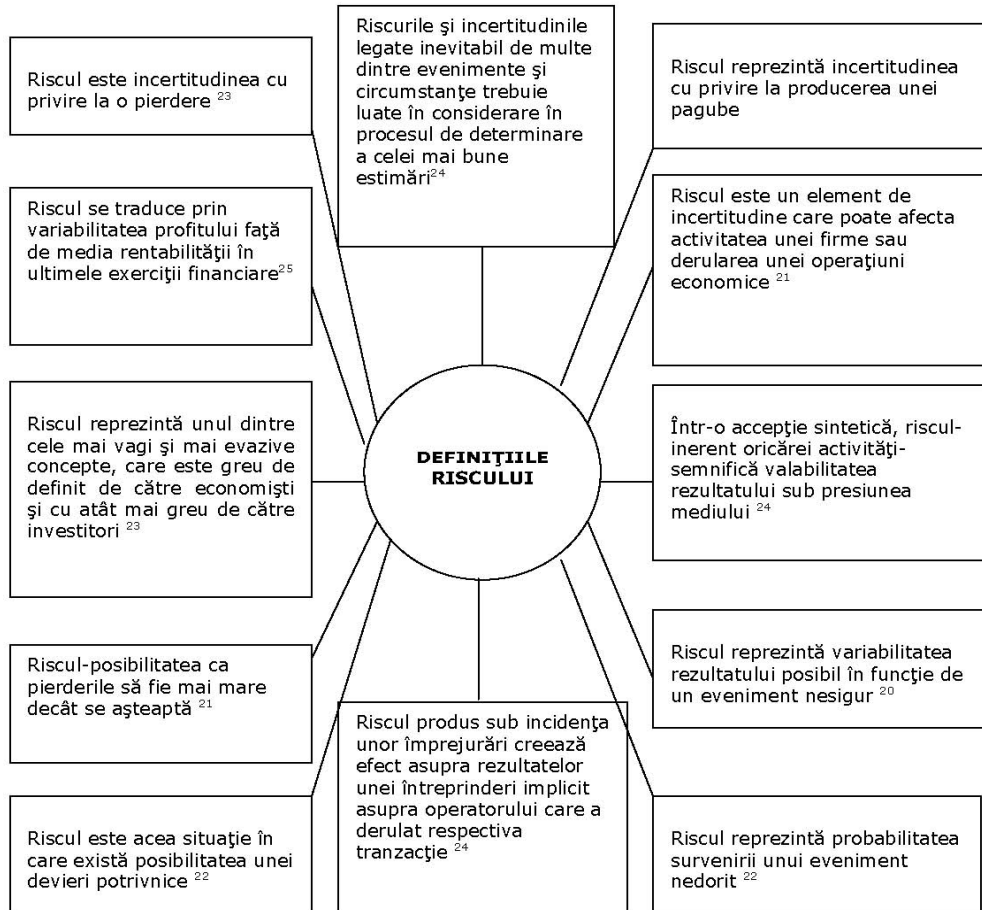 Riscul este incertitudinea cu
privire la o pierdere 23
Riscurile şi incertitudinile
legate inevitabil de multe
dintre evenimente şi
circumstanţe trebuie
luate în considerare în
procesul de determinare
a celei mai bune
estimări24
Riscul reprezintă incertitudinea
cu privire la producerea unei
pagube
Riscul se traduce prin
variabilitatea profitului faţă
de media rentabilităţii în
ultimele exerciţii financiare25
Riscul este un element de
incertitudine care poate afecta
activitatea unei firme sau
derularea unei operaţiuni
economice 21
Riscul reprezintă unul dintre
cele mai vagi şi mai evazive
concepte, care este greu de
definit de către economişti
şi cu atât mai greu de către
investitori 23
DEFINIŢIILE
RISCULUI
Într-o accepţie sintetică, riscul-
inerent oricărei activităţi-
semnifică valabilitatea
rezultatului sub presiunea
mediului 24
Riscul-posibilitatea ca
pierderile să fie mai mare
decât se aşteaptă 21
Riscul reprezintă variabilitatea
rezultatului posibil în funcţie de
un eveniment nesigur 20
Riscul produs sub incidenţa
unor împrejurări creează
efect asupra rezultatelor
unei întreprinderi implicit
asupra operatorului care a
derulat respectiva
tranzacţie 24
Riscul este acea situaţie în
care există posibilitatea unei
devieri potrivnice 22
Riscul reprezintă probabilitatea
survenirii unui eveniment
nedorit 22